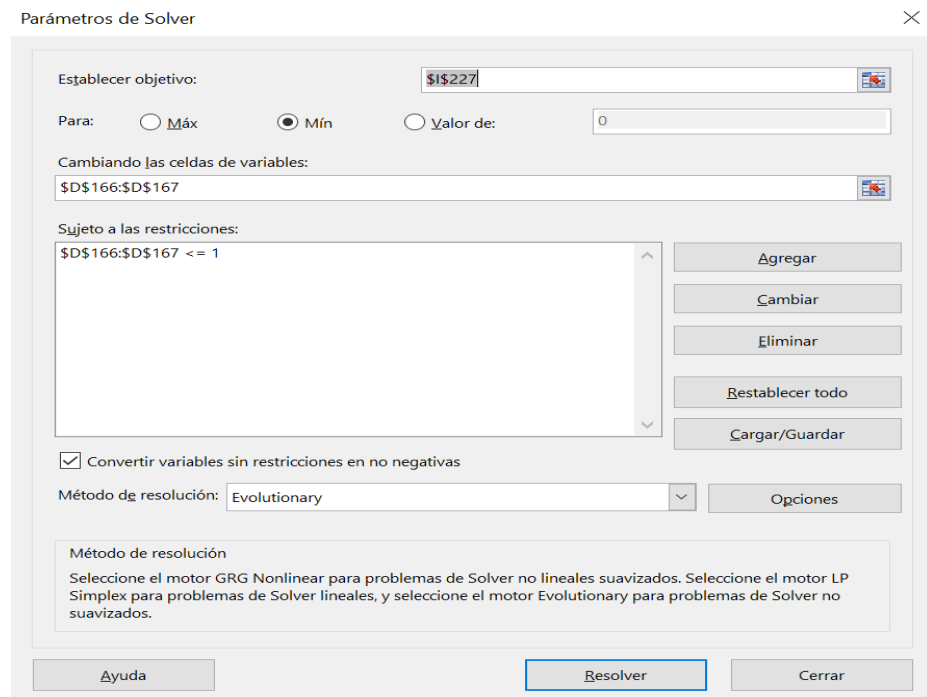 Parámetros de Solver
Establecer objetivo: $I$227
Para: Máx Mín Valor de: 0
Cambiando las celdas de variables:
$D$166:$D$167
Sujeto a las restricciones:
$D$166:$D$167 <= 1
Agregar
Cambiar
Eliminar
Restablecer todo
Cargar/Guardar
Convertir variables sin restricciones en no negativas
Método de resolución: Evolutionary Opciones
Método de resolución
Seleccione el motor GRG Nonlinear para problemas de Solver no lineales suavizados. Seleccione el motor LP
Simplex para problemas de Solver lineales, y seleccione el motor Evolutionary para problemas de Solver no
suavizados.
Ayuda Resolver Cerrar